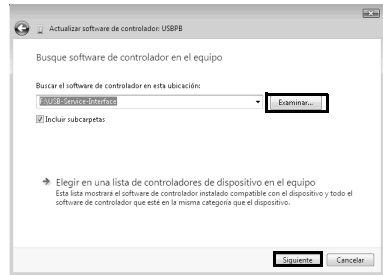 Actualizar software de controlador: USBPB
Busque software de controlador en el equipo
Buscar el software de controlador en esta ubicación:
F:\USB-Service-Interface
Examinar...
Incluir subcarpetas
Elegir en una lista de controladores de dispositivo en el equipo
Esta lista mostrará el software de controlador instalado compatible con el dispositivo y todo el
software de controlador que esté en la misma categoría que el dispositivo.
Siguiente
Cancelar